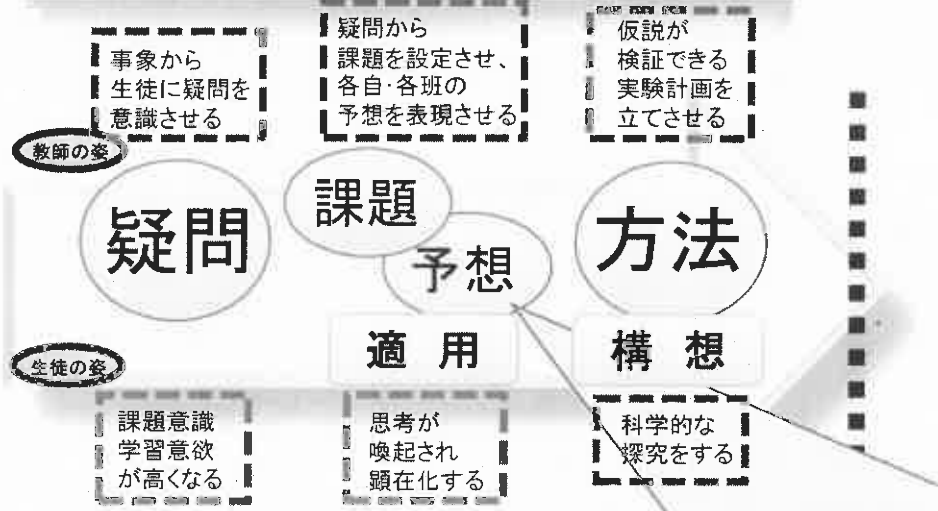 事象から
生徒に疑問を
意識させる
疑問から
課題を設定させ、
各自・各班の
予想を表現させる
仮説が
検証できる
実験計画を
立てさせる
教師の姿
疑問
課題
予想
方法
適用
構想
生徒の姿
課題意識
学習意欲
が高くなる
思考が
喚起され
顕在化する
科学的な
探究をする